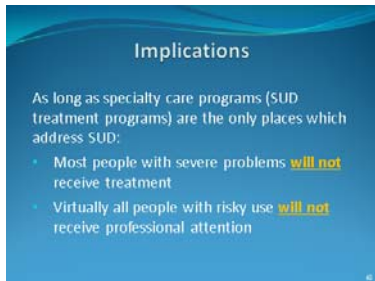 Implications
As long as specialty care programs (SUD
treatment programs) are the only places which
address SUD:
• Most people with severe problems will not
receive treatment
• Virtually all people with risky use will not
receive professional attention